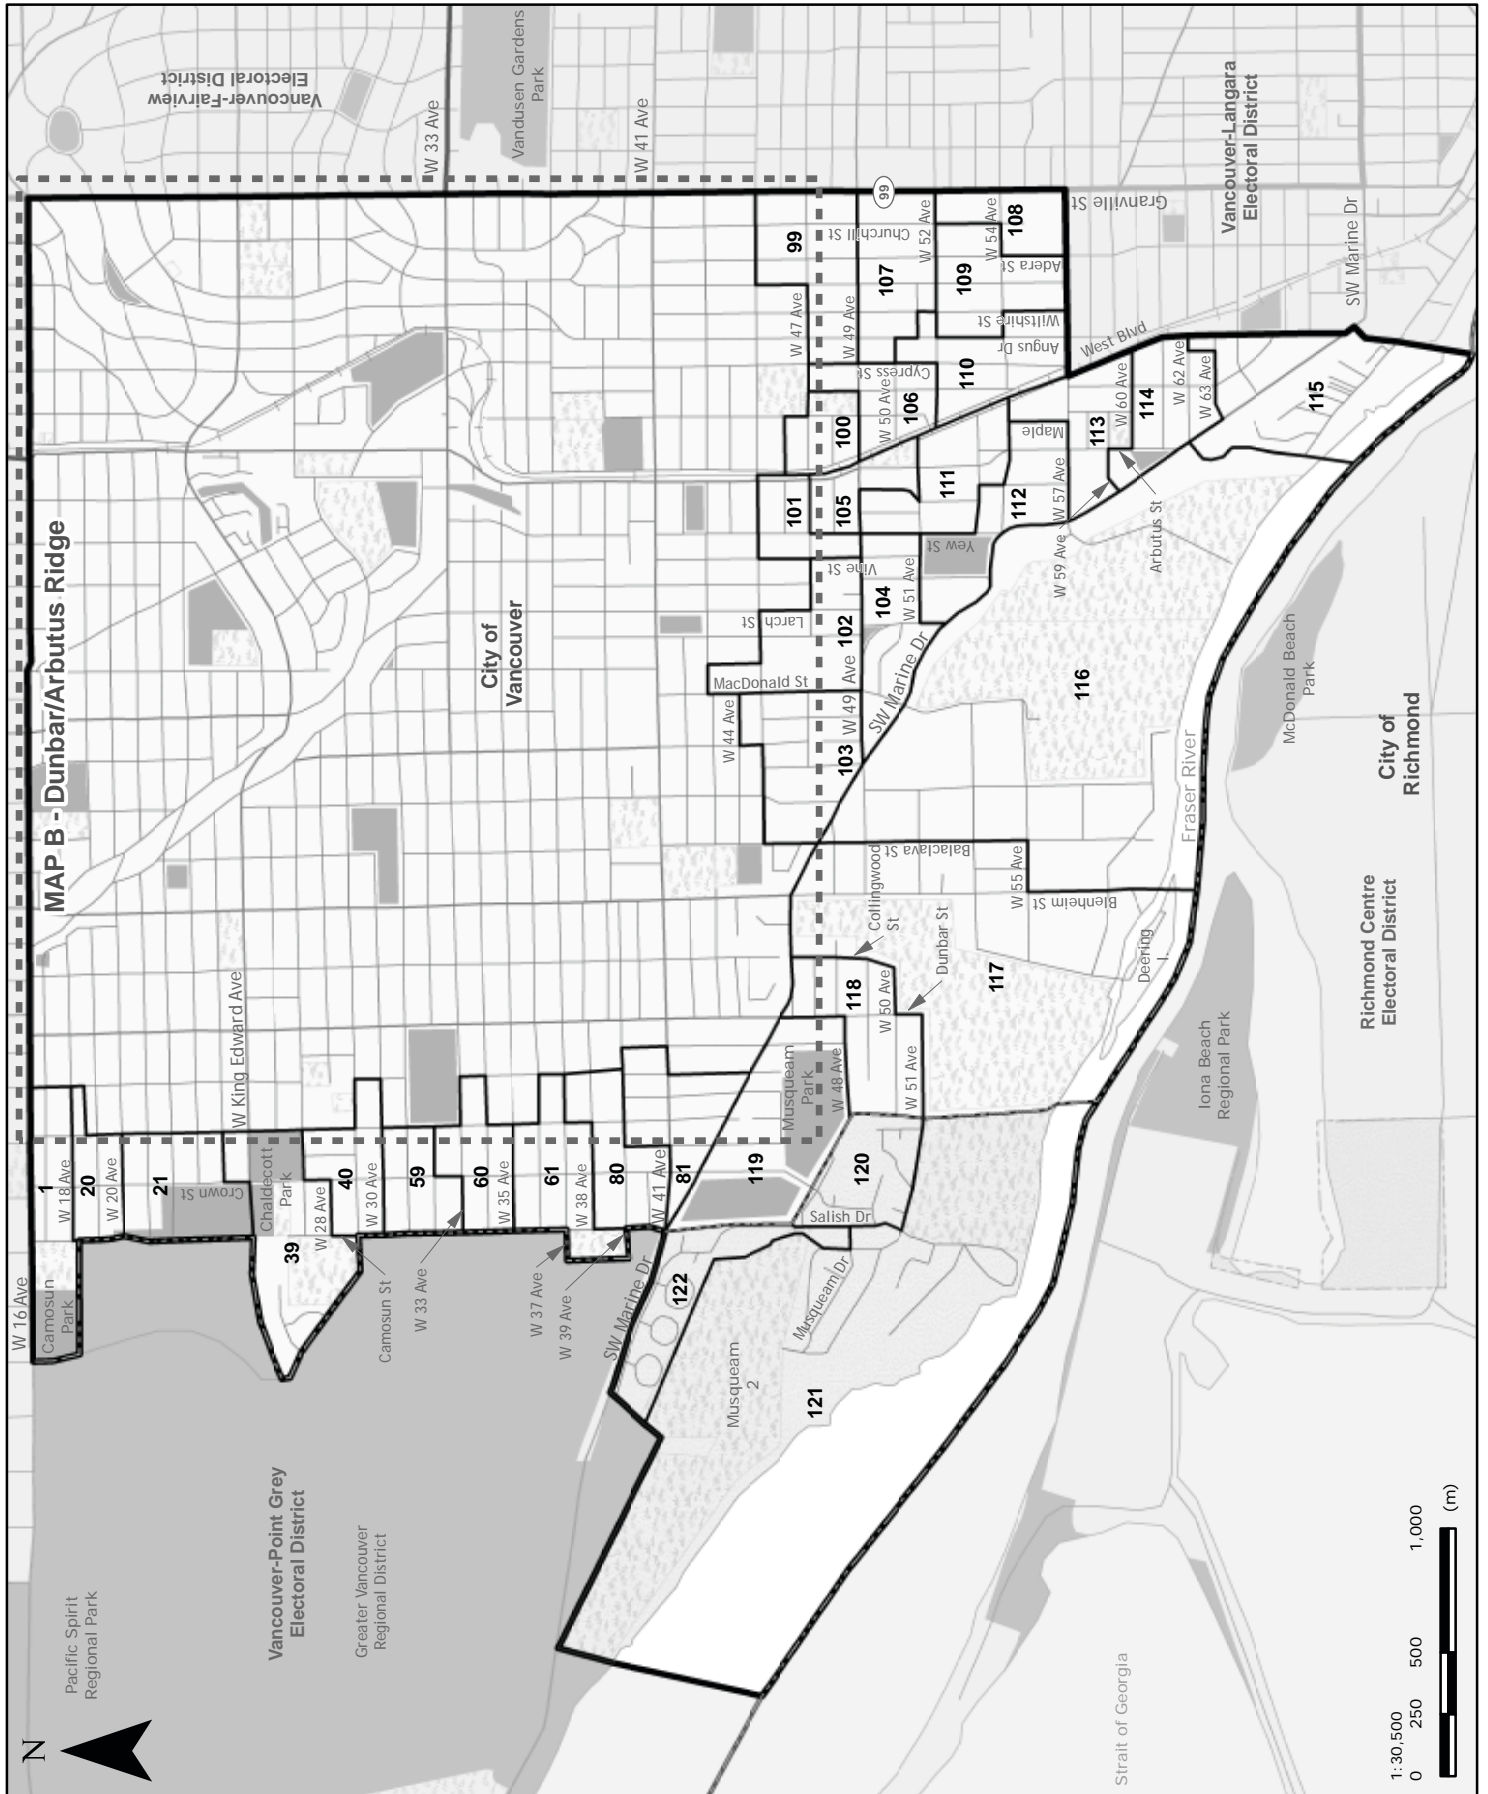 N
Pacific Spirit
Regional Park
Vancouver-Point Grey
Electoral District
Greater Vancouver
Regional District
W 16 Ave
Camosun
Park
1
W 18 Ave
20
W 20 Ave
21
Crown St
W King Edward Ave
Chaldecott
Park
39
W 28 Ave
40
W 30 Ave
Camosun St
59
W 33 Ave
60
W 35 Ave
61
W 37 Ave
W 38 Ave
W 39 Ave
80
W 41 Ave
81
SW Marine Dr
122
119
Musqueam
Park
W 48 Ave
120
Salish Dr
Musqueam Dr
Musqueam
2
121
MAP B - Dunbar/Arbutus Ridge
City of
Vancouver
Vancouver-Fairview
Electoral District
W 33 Ave
Vandusen Gardens
Park
W 41 Ave
99
W 47 Ave
Churchill St
W 49 Ave
107
99
W 52 Ave
109
W 54 Ave
108
Adera St
Wiltshire St
Angus Dr
Granville St
Vancouver-Langara
Electoral District
SW Marine Dr
West Blvd
Cypress St
110
W 50 Ave
106
100
101
105
111
Maple
112
W 57 Ave
113
W 60 Ave
114
W 62 Ave
W 63 Ave
115
Arbutus St
W 59 Ave
Yew St
Vine St
104
W 51 Ave
Larch St
102
MacDonald St
W 49 Ave
W 44 Ave
103
SW Marine Dr
116
Balaclava St
W 55 Ave
Blenheim St
Collingwood
St
Dunbar St
118
W 50 Ave
W 51 Ave
117
Deering
I
Fraser River
McDonald Beach
Park
City of
Richmond
Richmond Centre
Electoral District
Iona Beach
Regional Park
Strait of Georgia
1:30,500
0
250
500
1,000
(m)